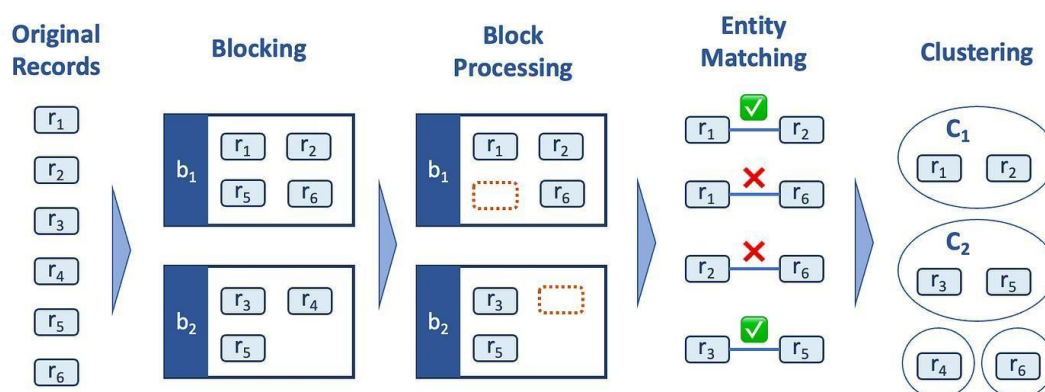 Original
Records
Blocking
Block
Processing
Entity
Matching
Clustering
r1
r2
r3
r4
r5
r6
b1
r1 r2
r5 r6
b2
r3 r4
r5
b1
r1 r2
r6
b2
r3
r5
r1 r2
r1 r6
r2 r6
r3 r5
C1
r1 r2
C2
r3 r5
r4 r6